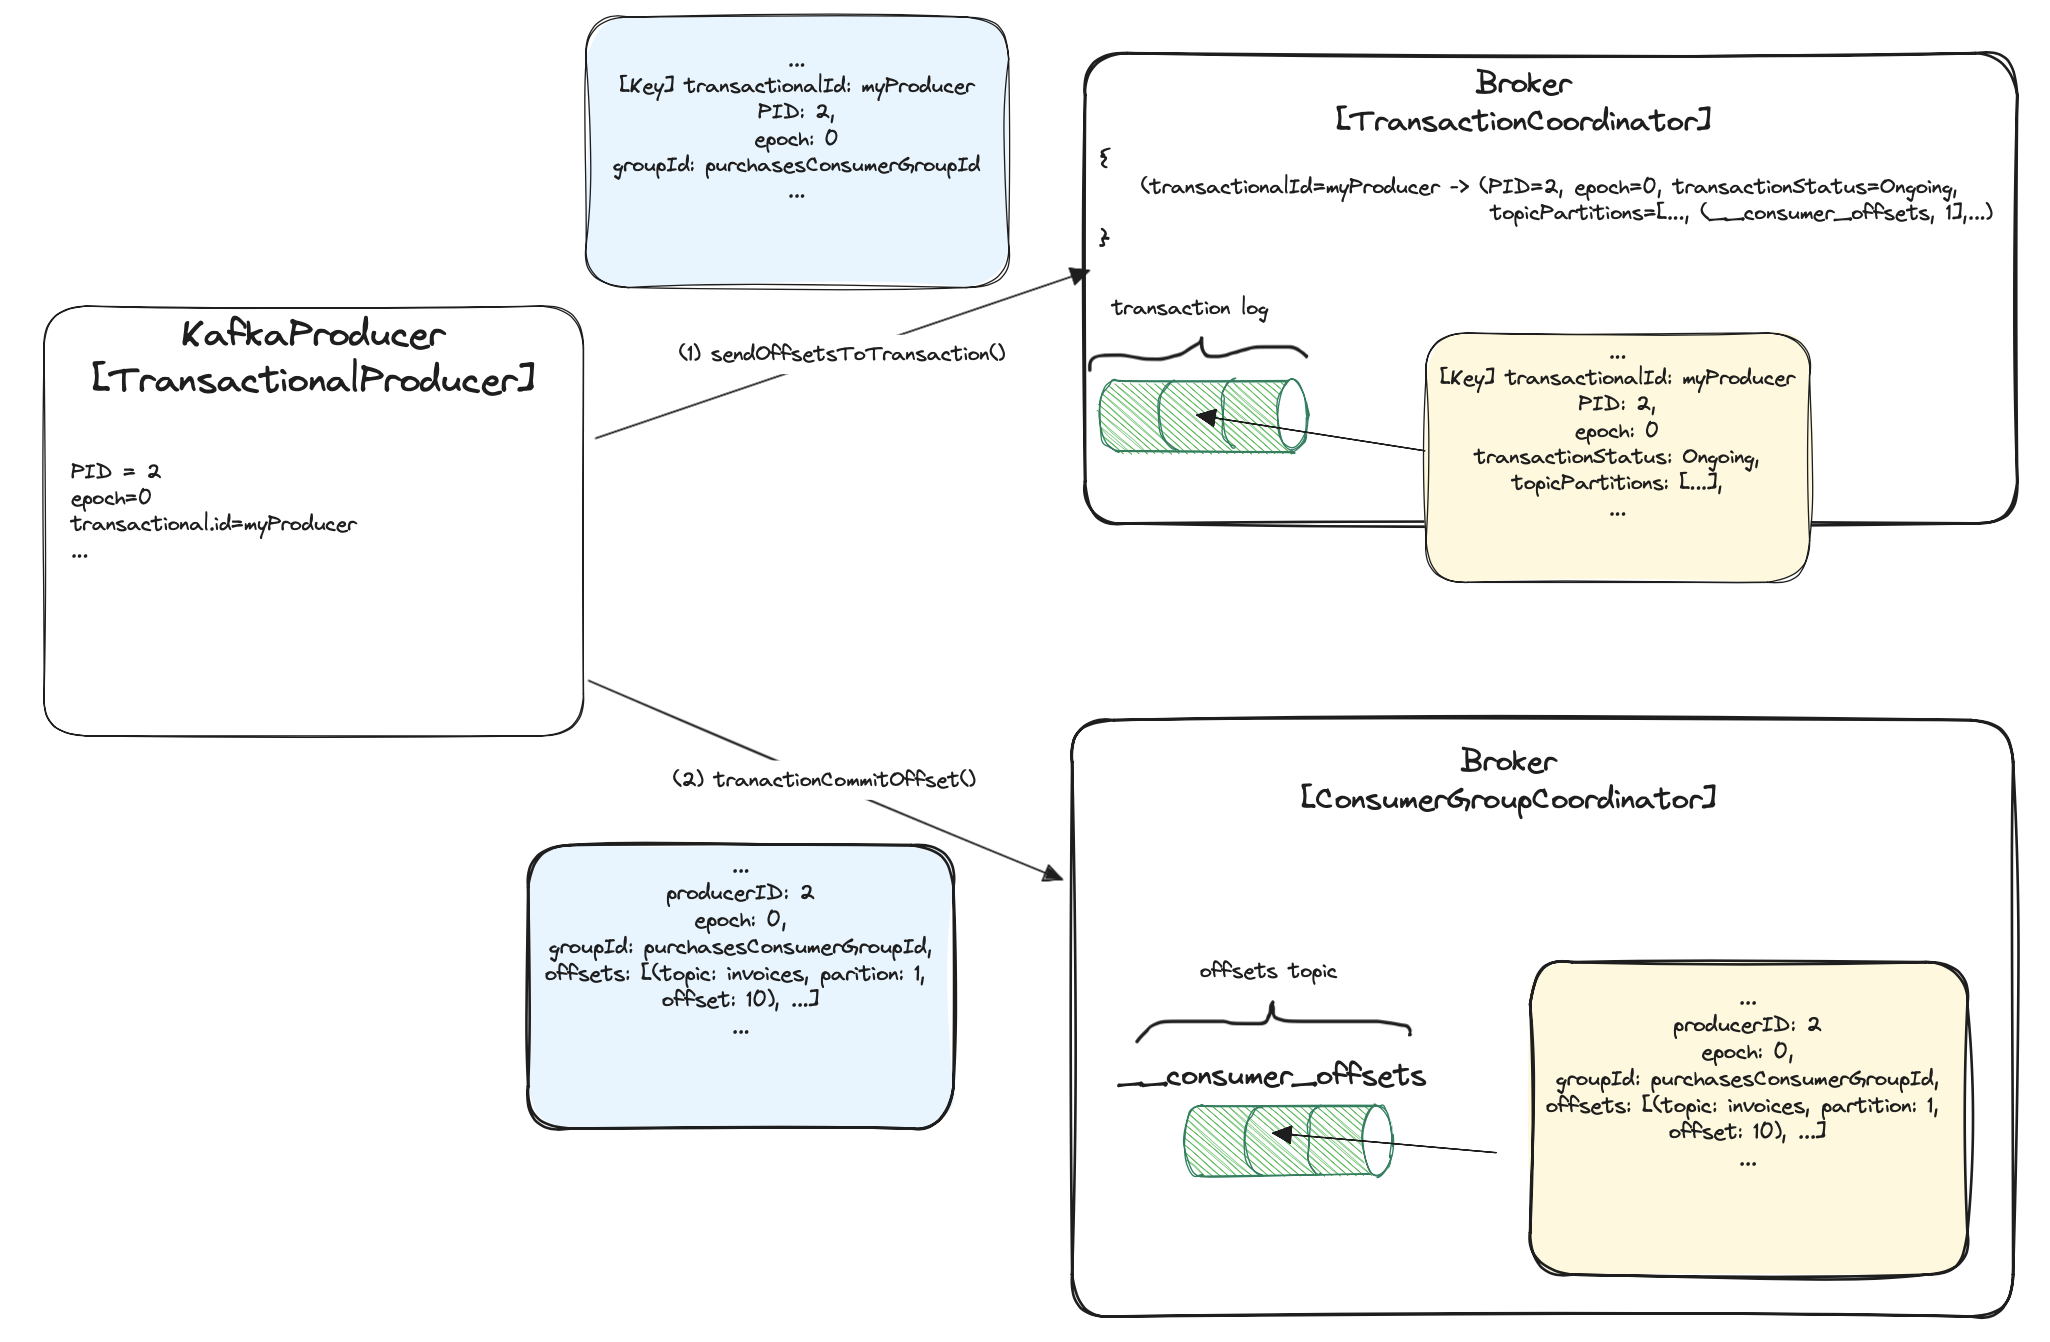 ...
[Key] transactionalId: myProducer
PID: 2,
epoch: 0
groupId: purchasesConsumerGroupId
...
Broker
[TransactionCoordinator]
{
(transactionalId=myProducer -> (PID=2, epoch=0, transactionStatus=Ongoing,
topicPartitions=[..., (__consumer_offsets, 1],...)
}
transaction log
...
[Key] transactionalId: myProducer
PID: 2,
epoch: 0
transactionStatus: Ongoing,
topicPartitions: [...],
...
KafkaProducer
[TransactionalProducer]
PID = 2
epoch=0
transactional.id=myProducer
...
(1) sendOffsetsToTransaction()
(2) tranactionCommitOffset()
...
producerID: 2
epoch: 0,
groupId: purchasesConsumerGroupId,
offsets: [(topic: invoices, parition: 1,
offset: 10), ...]
...
Broker
[ConsumerGroupCoordinator]
offsets topic
__consumer_offsets
...
producerID: 2
epoch: 0,
groupId: purchasesConsumerGroupId,
offsets: [(topic: invoices, partition: 1,
offset: 10), ...]
...